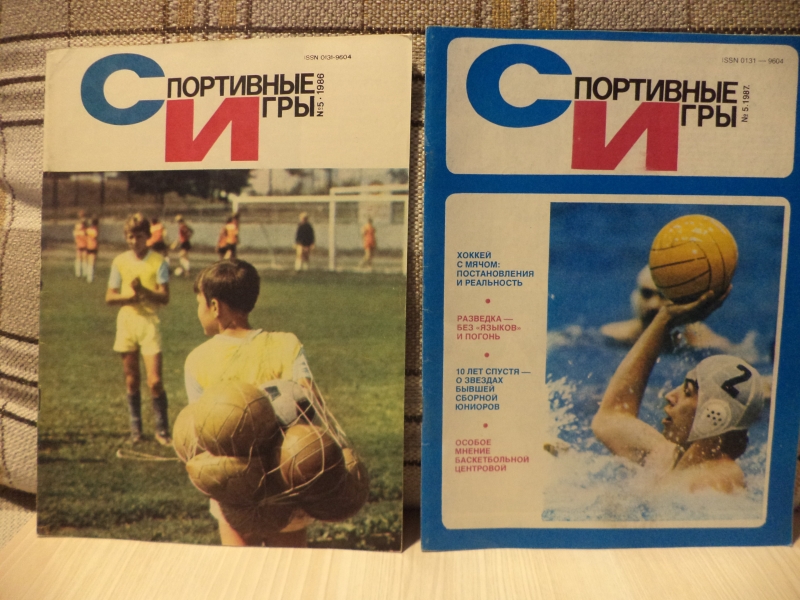 ISSN 0131-9604
СПОРТИВНЫЕ
ИГРЫ
№5·1986
ISSN 0131 — 9604
СПОРТИВНЫЕ
ИГРЫ
№ 5.1987.
ХОККЕЙ
С МЯЧОМ:
ПОСТАНОВЛЕНИЯ
И РЕАЛЬНОСТЬ
РАЗВЕДКА —
БЕЗ «ЯЗЫКОВ»
И ПОГОНЬ
10 ЛЕТ СПУСТЯ —
О ЗВЕЗДАХ
БЫВШЕЙ
СБОРНОЙ
ЮНИОРОВ
ОСОБОЕ
МНЕНИЕ
БАСКЕТБОЛЬНОЙ
ЦЕНТРОВОЙ
2